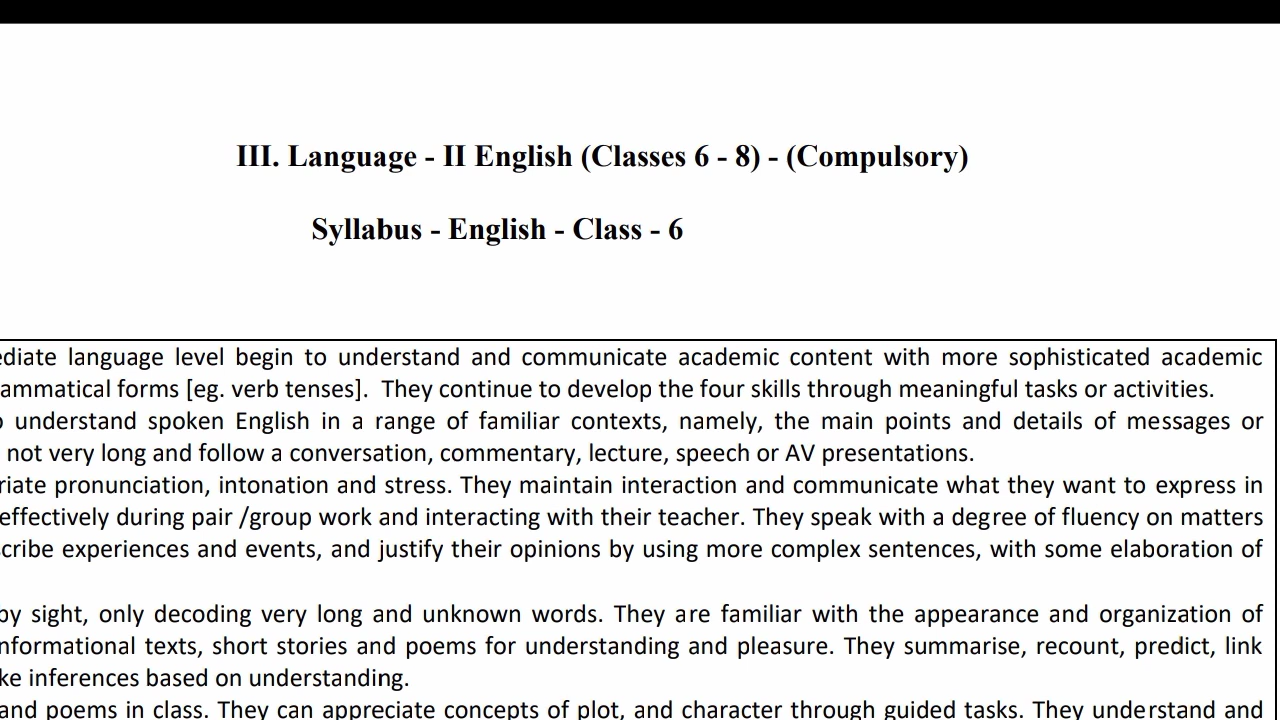 III. Language - II English (Classes 6 - 8) - (Compulsory)
Syllabus - English - Class - 6
language level begin to understand and communicate academic content with more sophisticated academic
forms [eg. verb tenses].  They continue to develop the four skills through meaningful tasks or activities.
understand spoken English in a range of familiar contexts, namely, the main points and details of messages or
not very long and follow a conversation, commentary, lecture, speech or AV presentations.
pronunciation, intonation and stress. They maintain interaction and communicate what they want to express in
effectively during pair /group work and interacting with their teacher. They speak with a degree of fluency on matters
experiences and events, and justify their opinions by using more complex sentences, with some elaboration of
by sight, only decoding very long and unknown words. They are familiar with the appearance and organization of
texts, short stories and poems for understanding and pleasure. They summarise, recount, predict, link
inferences based on understanding.
and poems in class. They can appreciate concepts of plot, and character through guided tasks. They understand and